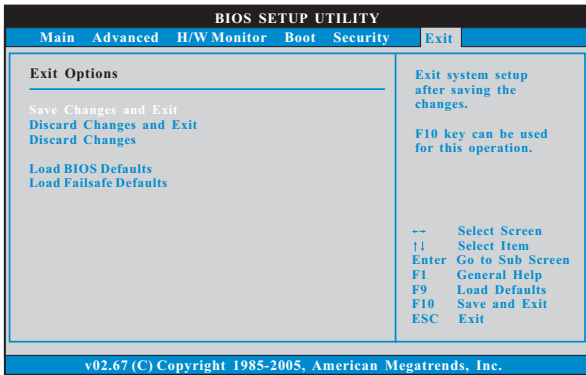 BIOS SETUP UTILITY
Main Advanced H/W Monitor Boot Security Exit
Exit Options
Save Changes and Exit
Discard Changes and Exit
Discard Changes
Load BIOS Defaults
Load Failsafe Defaults
Exit system setup
after saving the
changes.
F10 key can be used
for this operation.
←→ Select Screen
↑↓ Select Item
Enter Go to Sub Screen
F1 General Help
F9 Load Defaults
F10 Save and Exit
ESC Exit
v02.67 (C) Copyright 1985-2005, American Megatrends, Inc.